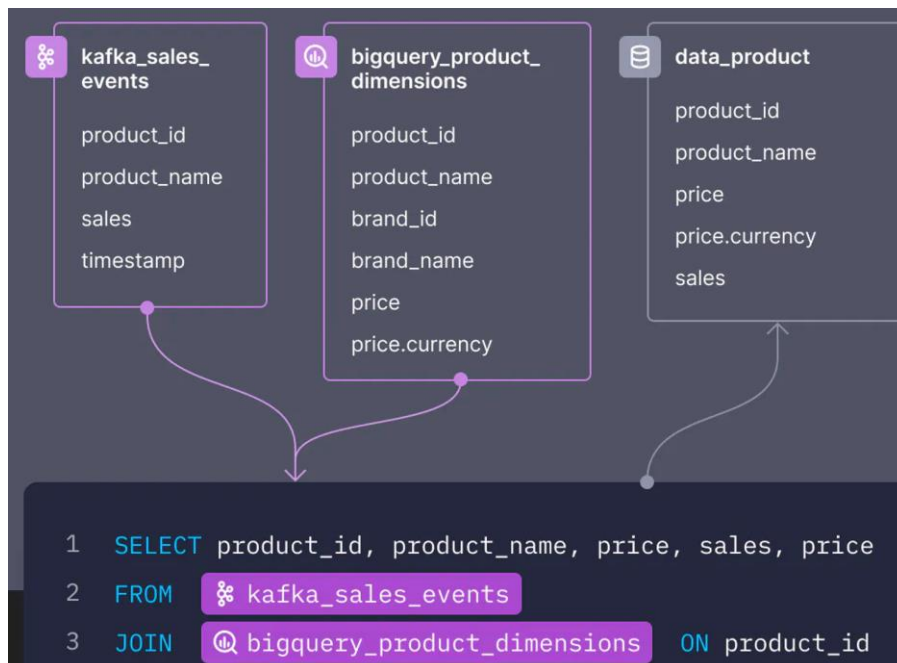 kafka_sales_
events
product_id
product_name
sales
timestamp
bigquery_product_
dimensions
product_id
product_name
brand_id
brand_name
price
price.currency
data_product
product_id
product_name
price
price.currency
sales
1 SELECT product_id, product_name, price, sales, price
2 FROM kafka_sales_events
3 JOIN bigquery_product_dimensions ON product_id